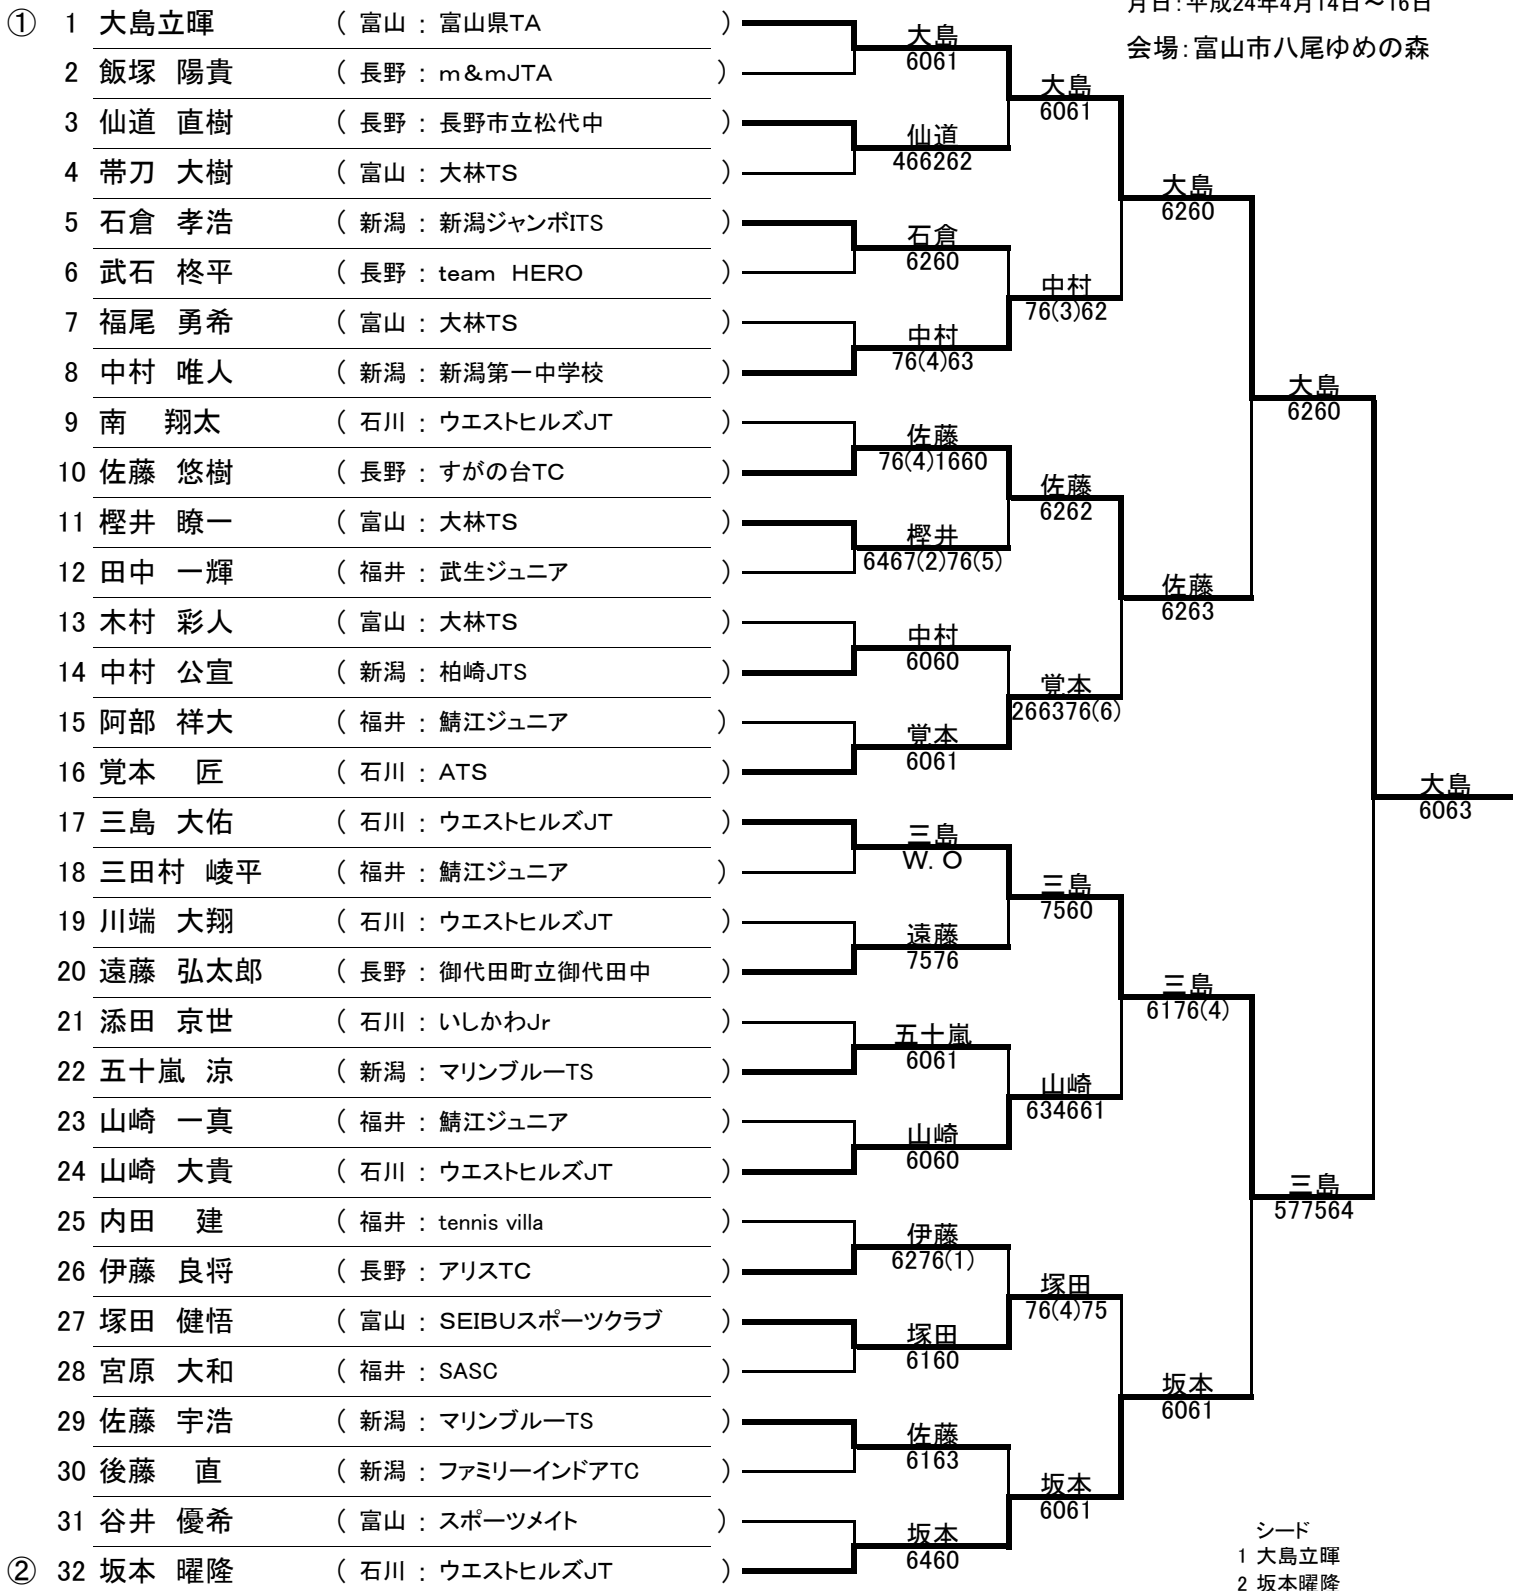 月日：平成24年4月14日～16日
会場：富山市八尾ゆめの森
① 1 大島立暉 （ 富山 ： 富山県TA ）
2 飯塚 陽貴 （ 長野 ： m&mJTA ）
3 仙道 直樹 （ 長野 ： 長野市立松代中 ）
4 帯刀 大樹 （ 富山 ： 大林TS ）
5 石倉 孝浩 （ 新潟 ： 新潟ジャンボITS ）
6 武石 柊平 （ 長野 ： team HERO ）
7 福尾 勇希 （ 富山 ： 大林TS ）
8 中村 唯人 （ 新潟 ： 新潟第一中学校 ）
9 南 翔太 （ 石川 ： ウエストヒルズJT ）
10 佐藤 悠樹 （ 長野 ： すがの台TC ）
11 樫井 瞭一 （ 富山 ： 大林TS ）
12 田中 一輝 （ 福井 ： 武生ジュニア ）
13 木村 彩人 （ 富山 ： 大林TS ）
14 中村 公宣 （ 新潟 ： 柏崎JTS ）
15 阿部 祥大 （ 福井 ： 鯖江ジュニア ）
16 覚本 匠 （ 石川 ： ATS ）
17 三島 大佑 （ 石川 ： ウエストヒルズJT ）
18 三田村 崚平 （ 福井 ： 鯖江ジュニア ）
19 川端 大翔 （ 石川 ： ウエストヒルズJT ）
20 遠藤 弘太郎 （ 長野 ： 御代田町立御代田中 ）
21 添田 京世 （ 石川 ： いしかわJr ）
22 五十嵐 涼 （ 新潟 ： マリンブルーTS ）
23 山崎 一真 （ 福井 ： 鯖江ジュニア ）
24 山崎 大貴 （ 石川 ： ウエストヒルズJT ）
25 内田 建 （ 福井 ： tennis villa ）
26 伊藤 良将 （ 長野 ： アリスTC ）
27 塚田 健悟 （ 富山 ： SEIBUスポーツクラブ ）
28 宮原 大和 （ 福井 ： SASC ）
29 佐藤 宇浩 （ 新潟 ： マリンブルーTS ）
30 後藤 直 （ 新潟 ： ファミリーインドアTC ）
31 谷井 優希 （ 富山 ： スポーツメイト ）
② 32 坂本 曜隆 （ 石川 ： ウエストヒルズJT ）
大島
6061
仙道
466262
石倉
6260
中村
76(4)63
佐藤
76(4)1660
樫井
6467(2)76(5)
中村
6060
覚本
6061
三島
W.O
遠藤
7576
五十嵐
6061
山崎
6060
伊藤
6276(1)
塚田
6160
佐藤
6163
坂本
6460
大島
6061
中村
76(3)62
佐藤
6262
覚本
266376(6)
三島
7560
山崎
634661
塚田
76(4)75
坂本
6061
大島
6260
佐藤
6263
三島
6176(4)
坂本
6061
大島
6260
三島
577564
大島
6063
シード
1 大島立暉
2 坂本曜隆